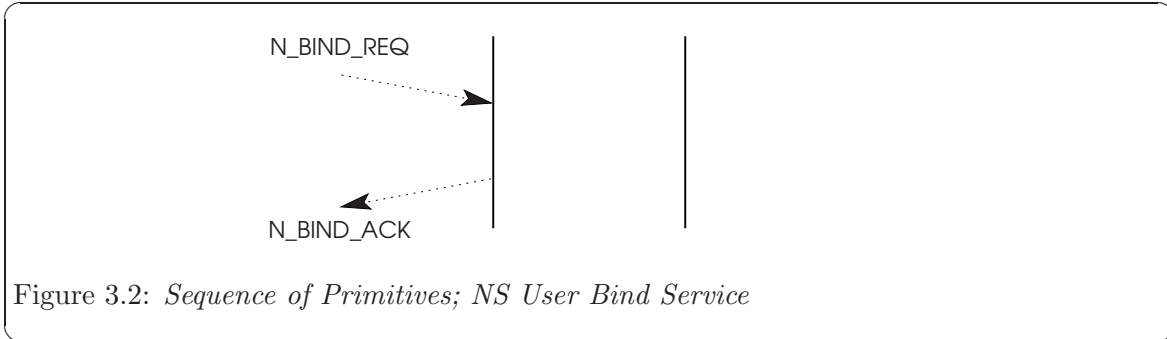 N_BIND_REQ
N_BIND_ACK
Figure 3.2: Sequence of Primitives; NS User Bind Service